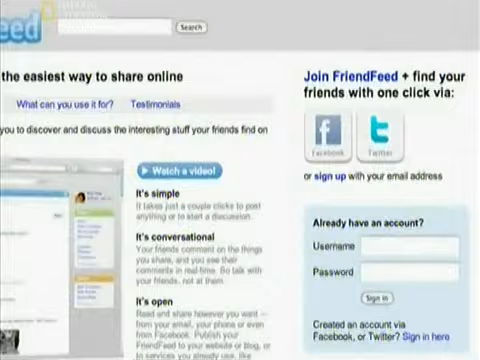 eed
Search
the easiest way to share online
What can you use it for? Testimonials
you to discover and discuss the interesting stuff your friends find on
Watch a video!
It's simple
It takes just a couple clicks to post
anything or to start a discussion.
It's conversational
Your friends comment on the things
you share, and you see their
comments in real-time. So talk with
your friends, not at them.
It's open
Read and share however you want —
from your email, your phone or even
from Facebook. Publish your
FriendFeed to your website or blog, or
to services you already use, like
Join FriendFeed + find your
friends with one click via:
Facebook Twitter
or sign up with your email address
Already have an account?
Username
Password
Sign in
Created an account via
Facebook, or Twitter? Sign in here